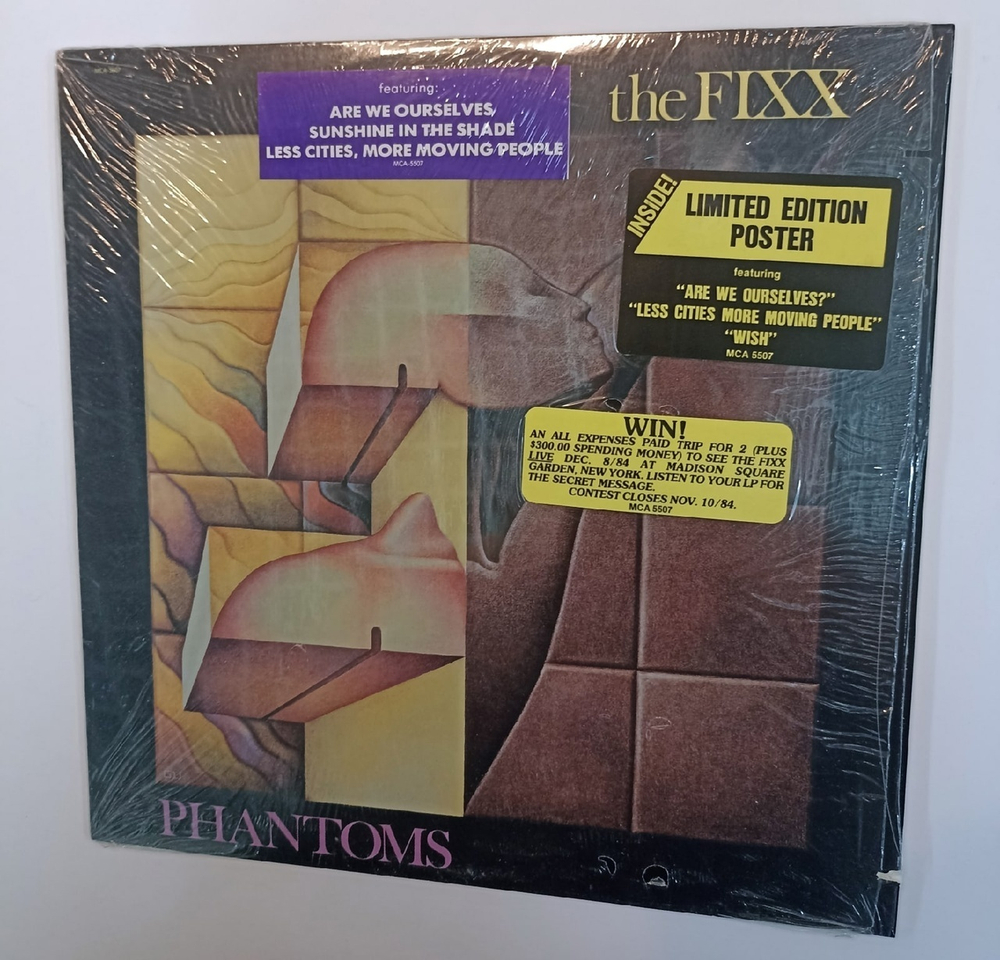 MCA-5507
featuring:
ARE WE OURSELVES,
SUNSHINE IN THE SHADE
LESS CITIES, MORE MOVING PEOPLE
MCA-5507
the FIXX
INSIDE!
LIMITED EDITION
POSTER
featuring
"ARE WE OURSELVES?"
"LESS CITIES MORE MOVING PEOPLE"
"WISH"
MCA 5507
WIN!
AN ALL EXPENSES PAID TRIP FOR 2 (PLUS
$300.00 SPENDING MONEY) TO SEE THE FIXX
LIVE DEC. 8/84 AT MADISON SQUARE
GARDEN, NEW YORK. LISTEN TO YOUR LP FOR
THE SECRET MESSAGE.
CONTEST CLOSES NOV. 10/84.
MCA 5507
PHANTOMS